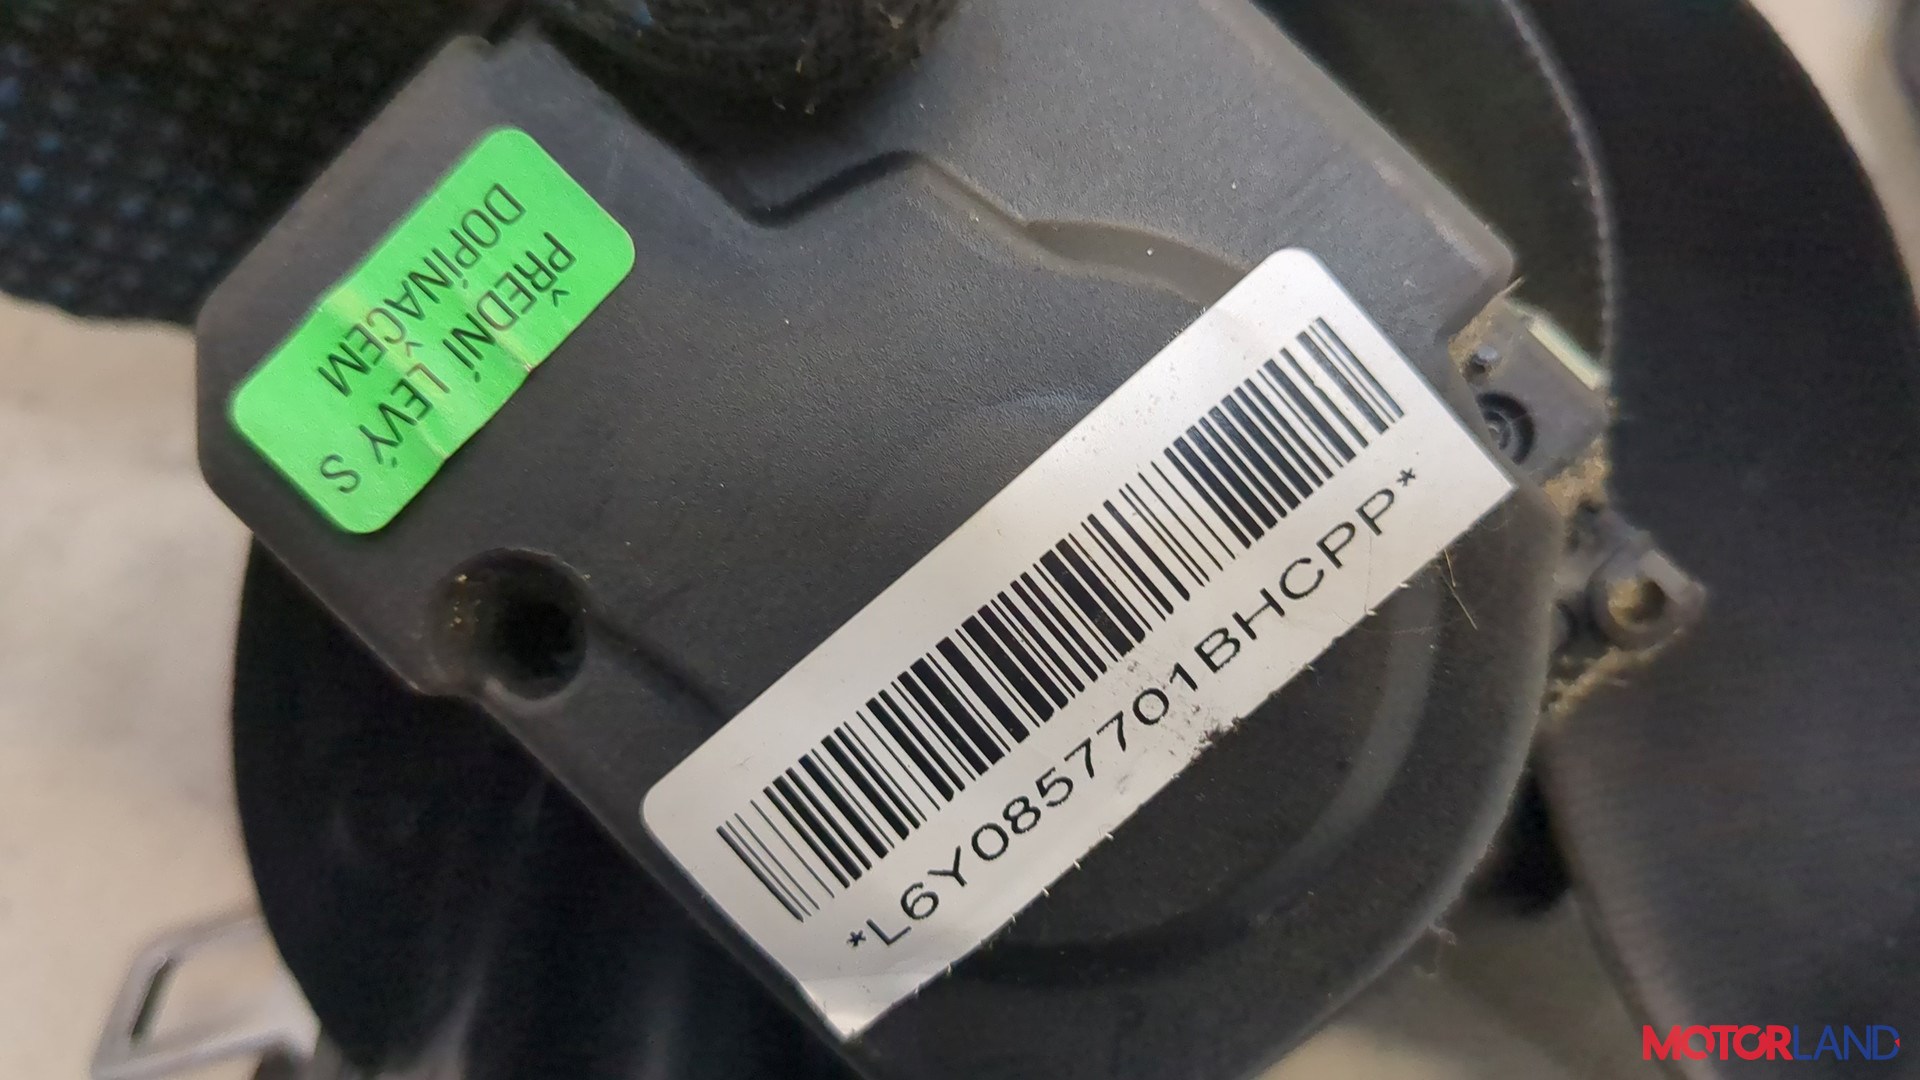 PŘEDNÍ LEVÝ S
DOPÍNAČEM
*L6Y0857701BHCPP*
MOTORLAND